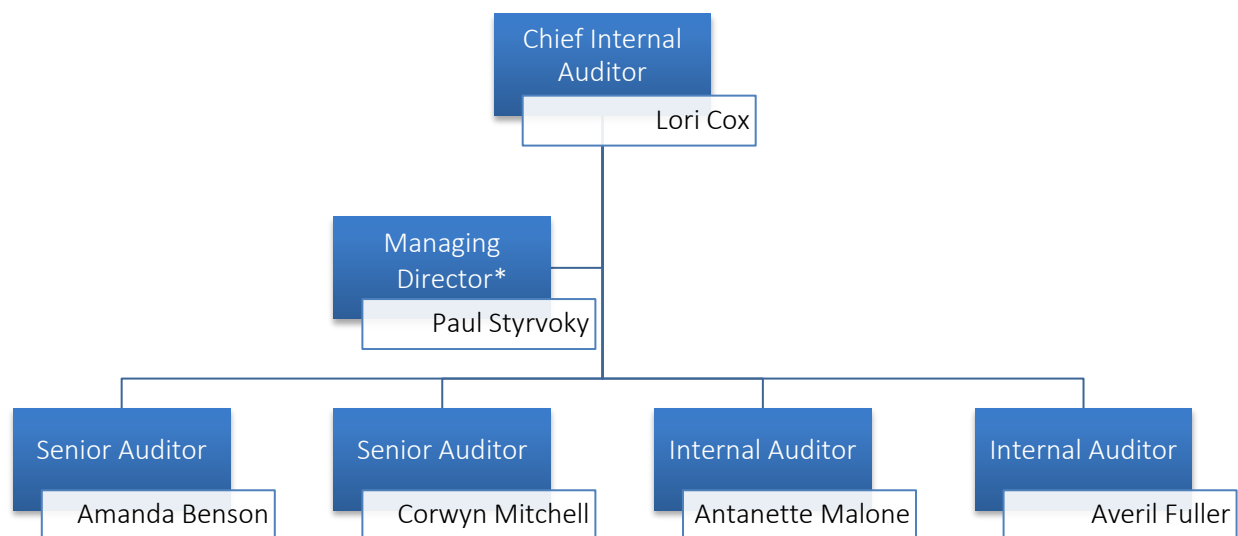 Chief Internal
Auditor
Lori Cox
Managing
Director*
Paul Styrvoky
Senior Auditor
Amanda Benson
Senior Auditor
Corwyn Mitchell
Internal Auditor
Antanette Malone
Internal Auditor
Averil Fuller